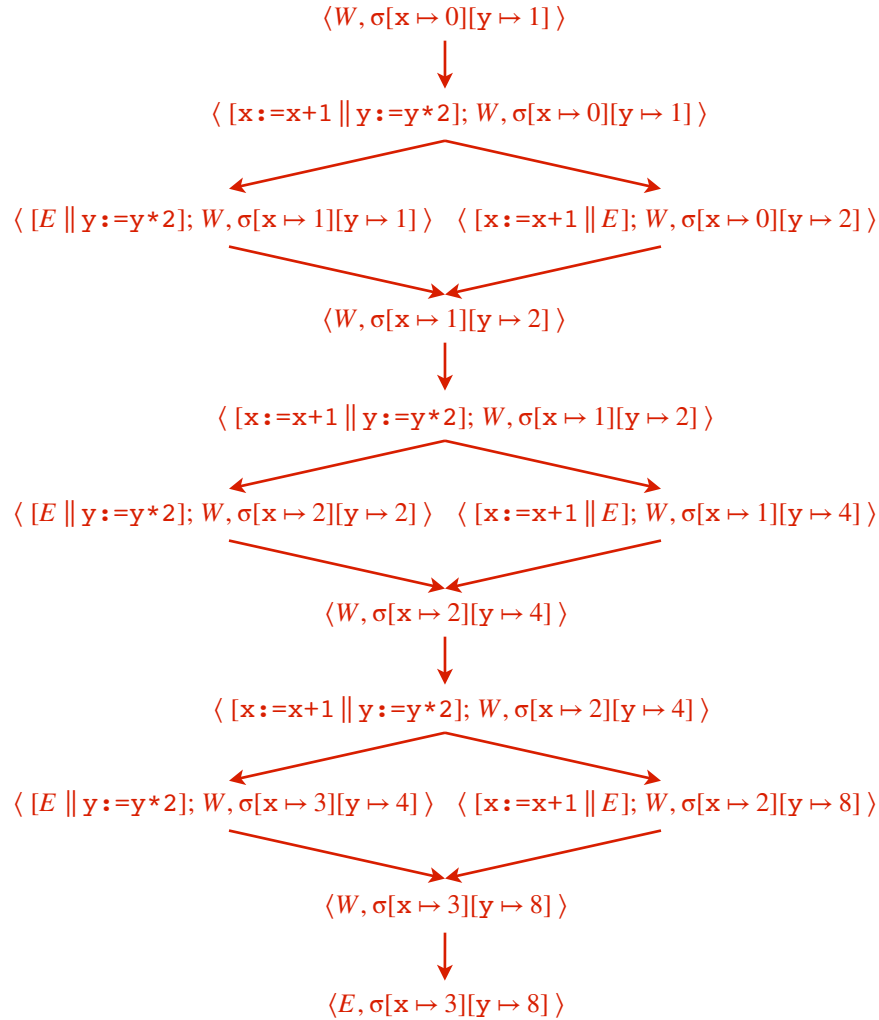 ⟨W, σ[x ↦ 0][y ↦ 1] ⟩
⟨ [x:=x+1 ‖ y:=y*2]; W, σ[x ↦ 0][y ↦ 1] ⟩
⟨ [E ‖ y:=y*2]; W, σ[x ↦ 1][y ↦ 1] ⟩ ⟨ [x:=x+1 ‖ E]; W, σ[x ↦ 0][y ↦ 2] ⟩
⟨W, σ[x ↦ 1][y ↦ 2] ⟩
⟨ [x:=x+1 ‖ y:=y*2]; W, σ[x ↦ 1][y ↦ 2] ⟩
⟨ [E ‖ y:=y*2]; W, σ[x ↦ 2][y ↦ 2] ⟩ ⟨ [x:=x+1 ‖ E]; W, σ[x ↦ 1][y ↦ 4] ⟩
⟨W, σ[x ↦ 2][y ↦ 4] ⟩
⟨ [x:=x+1 ‖ y:=y*2]; W, σ[x ↦ 2][y ↦ 4] ⟩
⟨ [E ‖ y:=y*2]; W, σ[x ↦ 3][y ↦ 4] ⟩ ⟨ [x:=x+1 ‖ E]; W, σ[x ↦ 2][y ↦ 8] ⟩
⟨W, σ[x ↦ 3][y ↦ 8] ⟩
⟨E, σ[x ↦ 3][y ↦ 8] ⟩